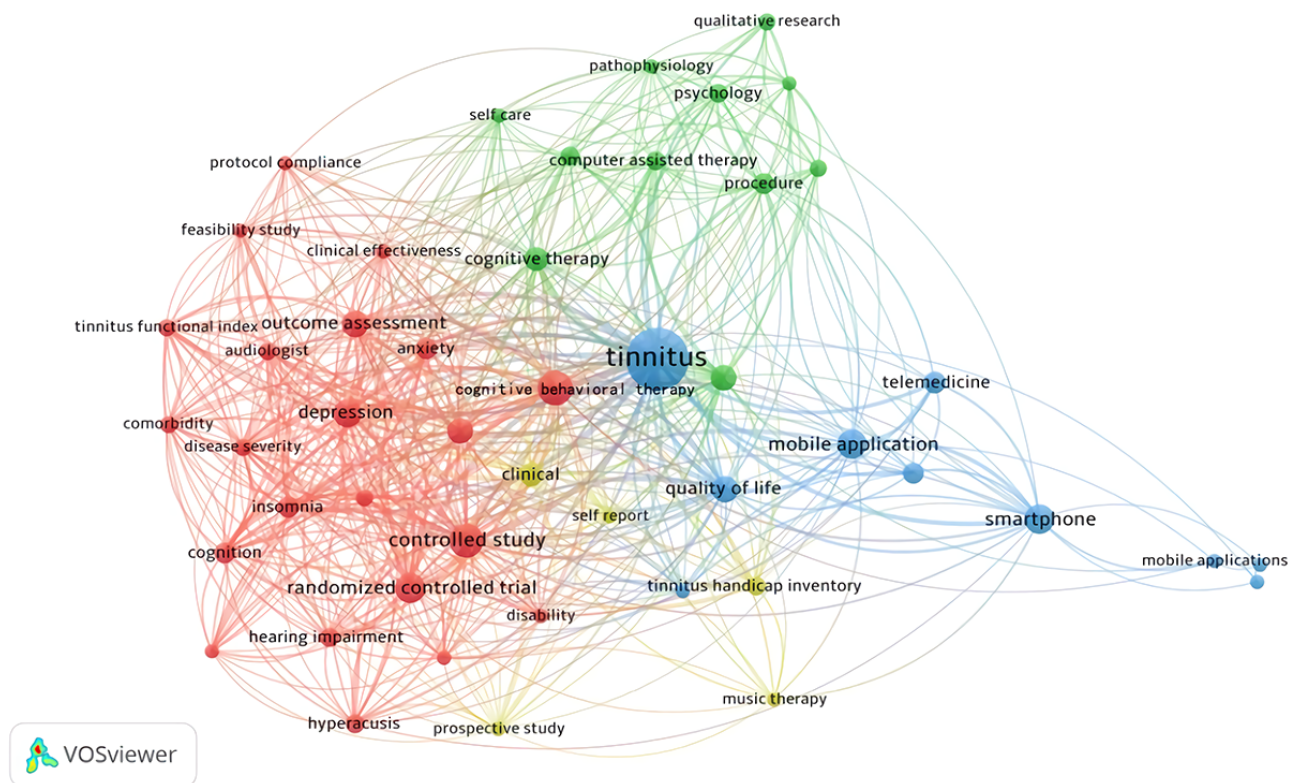 qualitative research
pathophysiology
psychology
self care
protocol compliance
computer assisted therapy
procedure
feasibility study
clinical effectiveness
cognitive therapy
tinnitus functional index
outcome assessment
audiologist
anxiety
tinnitus
cognitive behavioral therapy
telemedicine
depression
comorbidity
disease severity
mobile application
clinical
quality of life
insomnia
self report
smartphone
controlled study
cognition
mobile applications
randomized controlled trial
tinnitus handicap inventory
disability
hearing impairment
music therapy
hyperacusis
prospective study
VOSviewer